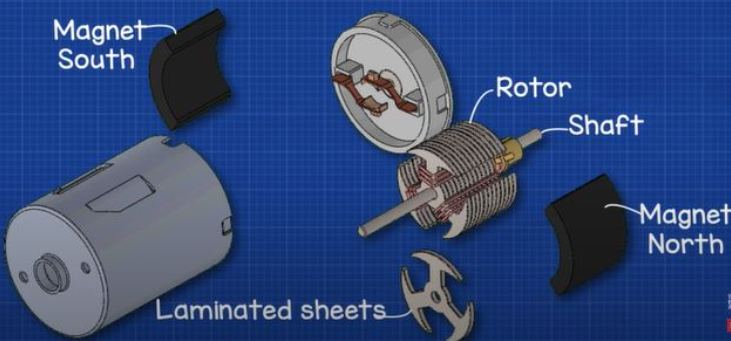 Magnet
South
Rotor
Shaft
Magnet
North
Laminated sheets